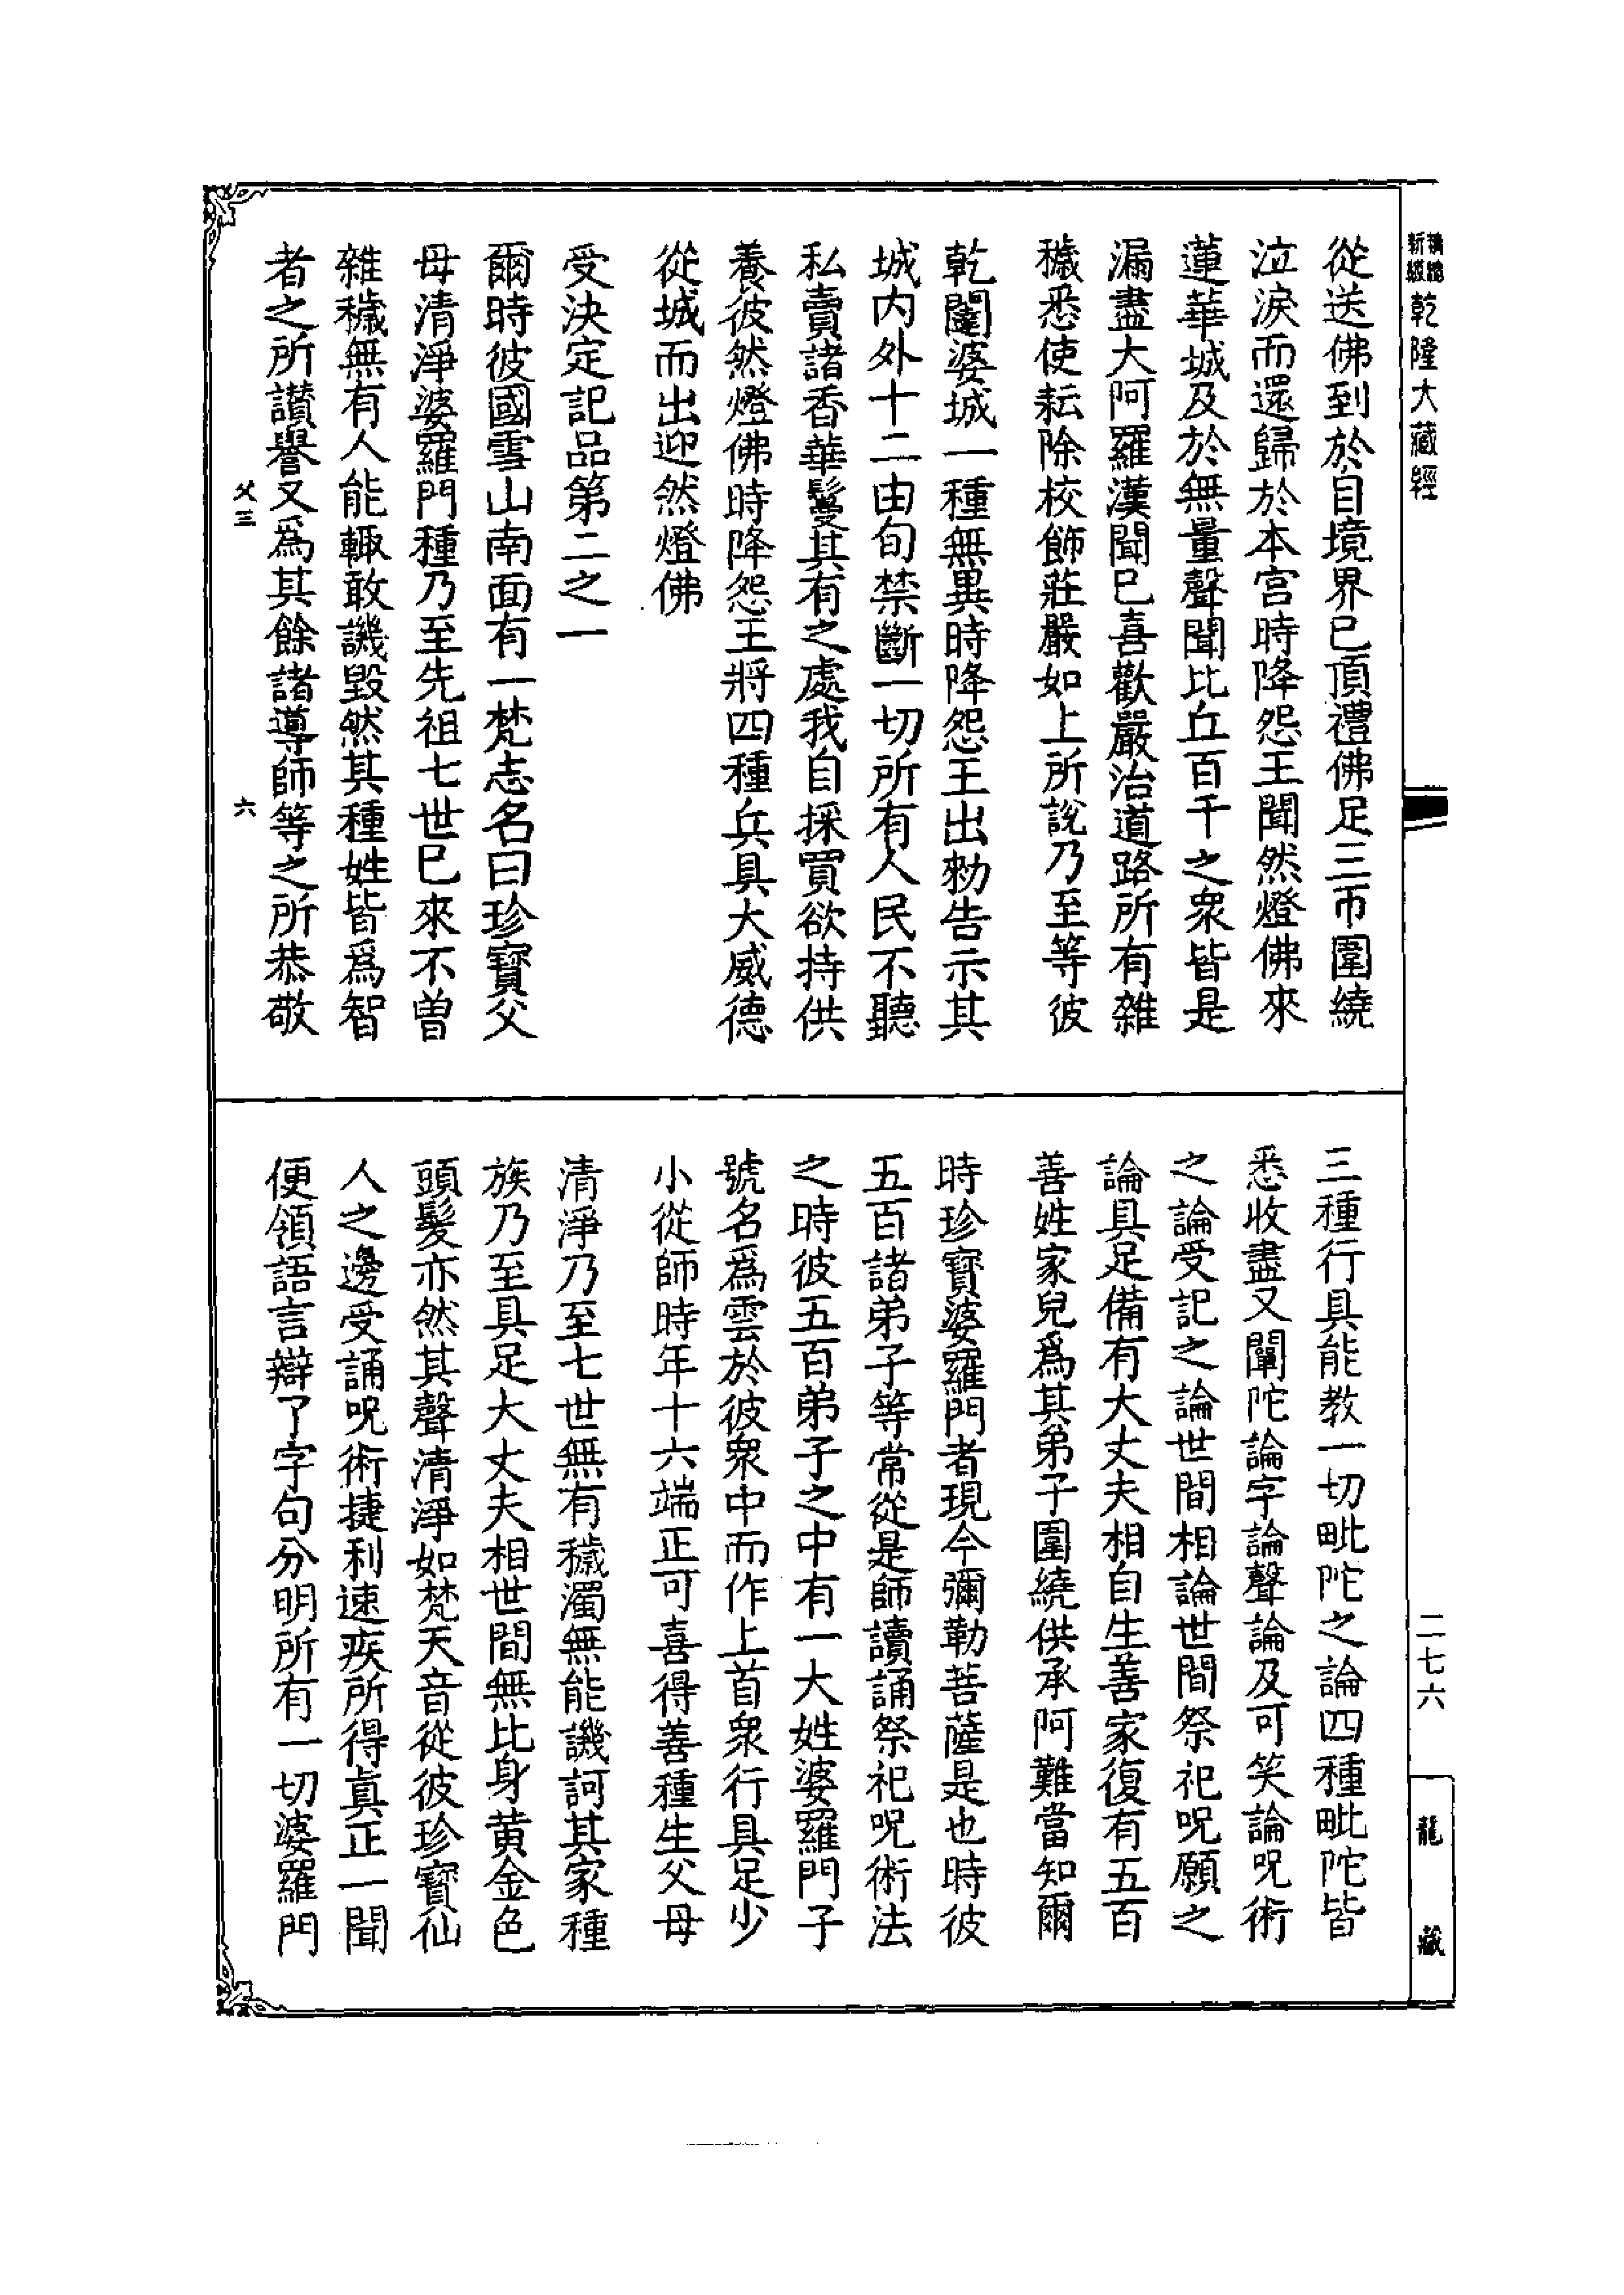 乾隆大藏經
從送佛到於自境界已頂禮佛足三帀圍繞
泣淚而還歸於本宮時降怨王聞然燈佛來
蓮華城及於無量聲聞比丘百千之衆皆是
漏盡大阿羅漢聞已喜歡嚴治道路所有雜
穢悉使耘除校飾莊嚴如上所說乃至等彼
乾闥婆城一種無異時降怨王出勑告示其
城内外十二由旬禁斷一切所有人民不聽
私賣諸香華鬘其有之處我自採買欲持供
養彼然燈佛時降怨王將四種兵具大威德
從城而出迎然燈佛
受決定記品第二之一
爾時彼國雪山南面有一梵志名曰珍寶父
母清淨婆羅門種乃至先祖七世已來不曾
雜穢無有人能輙敢譏毀然其種姓皆爲智
者之所讃譽又爲其餘諸導師等之所恭敬
三種行具能教一切毗陀之論四種毗陀皆
悉收盡又闡陀論字論聲論及可笑論呪術
之論受記之論世間相論世間祭祀呪願之
論具足備有大丈夫相自生善家復有五百
善姓家兒爲其弟子圍繞供承阿難當知爾
時珍寶婆羅門者現今彌勒菩薩是也時彼
五百諸弟子等常從是師讀誦祭祀呪術法
之時彼五百弟子之中有一大姓婆羅門子
號名爲雲於彼衆中而作上首衆行具足少
小從師時年十六端正可喜得善種生父母
清淨乃至七世無有穢濁無能譏訶其家種
族乃至具足大丈夫相世間無比身黄金色
頭髪亦然其聲清淨如梵天音從彼珍寶仙
人之邊受誦呪術捷利速疾所得眞正一聞
便領語言辯了字句分明所有一切婆羅門
六
二七六
龍藏